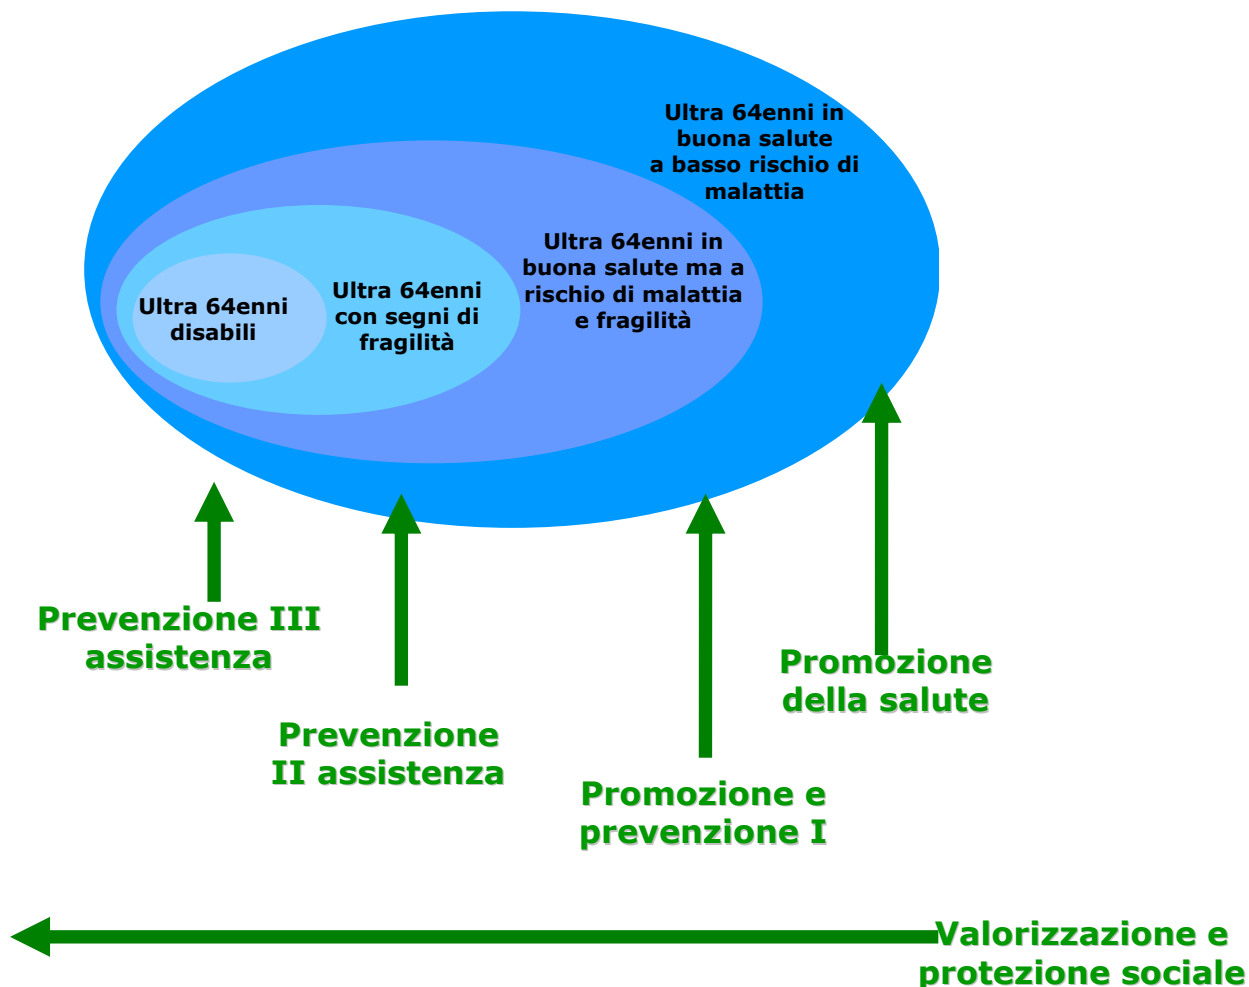 Ultra 64enni in
buona salute
a basso rischio di
malattia
Ultra 64enni in
buona salute ma a
rischio di malattia
e fragilità
Ultra 64enni
con segni di
fragilità
Ultra 64enni
disabili
Prevenzione III
assistenza
Prevenzione
II assistenza
Promozione e
prevenzione I
Promozione
della salute
Valorizzazione e
protezione sociale